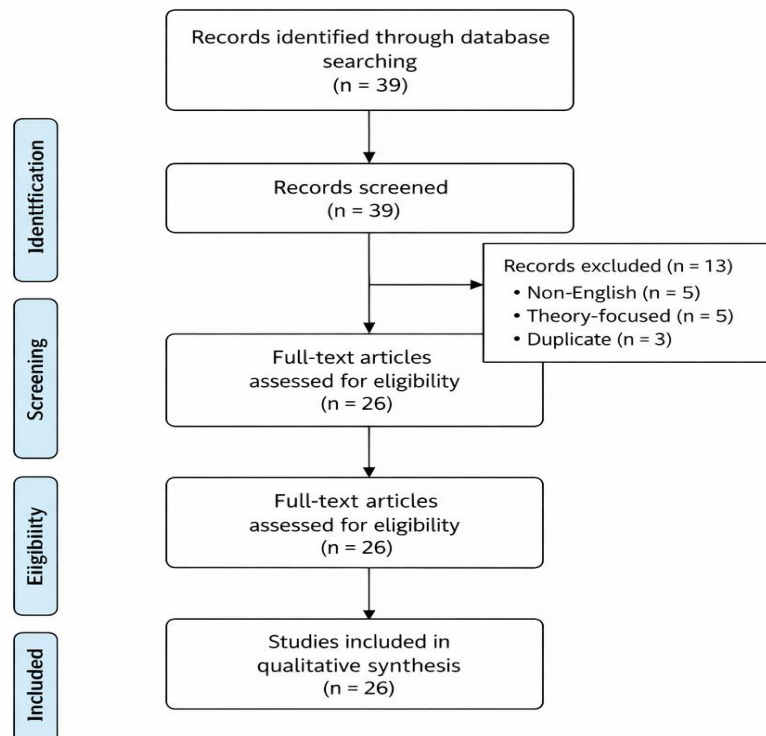 Records identified through database
searching
(n = 39)
Identification
Records screened
(n = 39)
Records excluded (n = 13)
• Non-English (n = 5)
• Theory-focused (n = 5)
• Duplicate (n = 3)
Screening
Full-text articles
assessed for eligibility
(n = 26)
Eiigibiiity
Full-text articles
assessed for eligibility
(n = 26)
Included
Studies included in
qualitative synthesis
(n = 26)